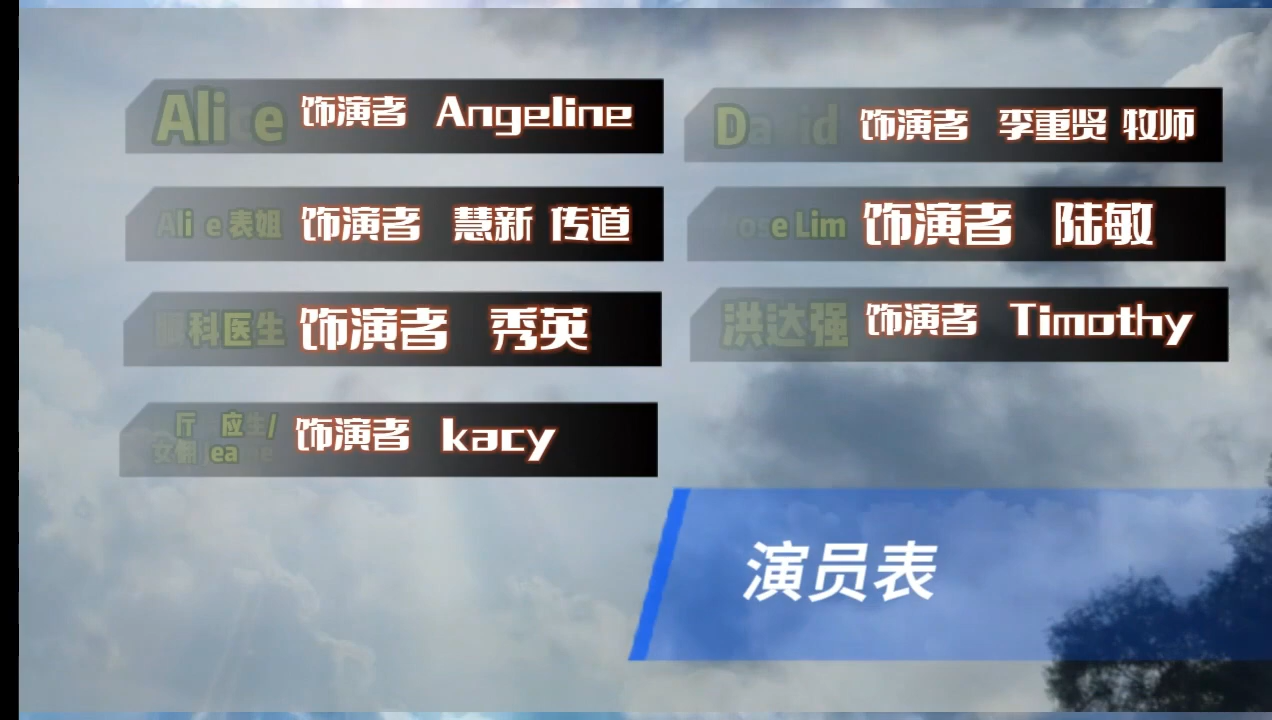 Alice 饰演者 Angeline
David 饰演者 李重贤 牧师
Alice 表姐 饰演者 慧新 传道
Rose Lim 饰演者 陆敏
科医生 饰演者 秀英
洪达强 饰演者 Timothy
饰演者 kacy
演员表